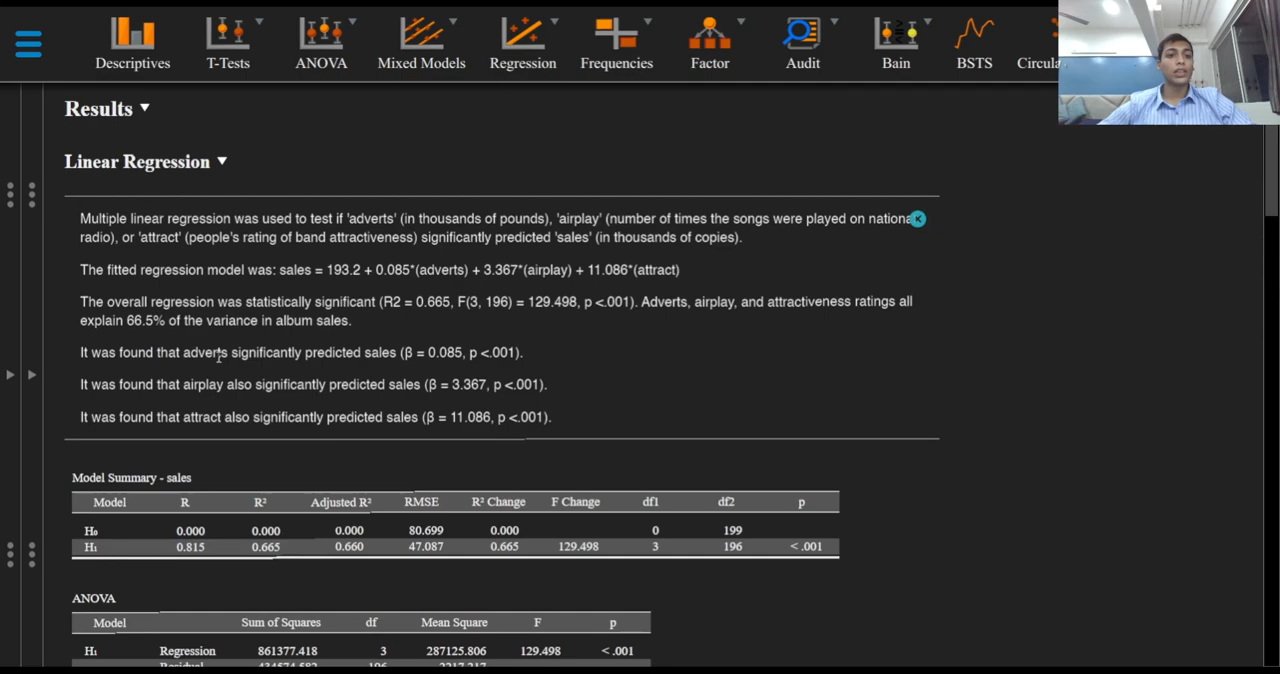 Descriptives
T-Tests
ANOVA
Mixed Models
Regression
Frequencies
Factor
Audit
Bain
BSTS
Results
Linear Regression
Multiple linear regression was used to test if 'adverts' (in thousands of pounds), 'airplay' (number of times the songs were played on nationa
radio), or 'attract' (people's rating of band attractiveness) significantly predicted 'sales' (in thousands of copies).
The fitted regression model was: sales = 193.2 + 0.085*(adverts) + 3.367*(airplay) + 11.086*(attract)
The overall regression was statistically significant (R2 = 0.665, F(3, 196) = 129.498, p <.001). Adverts, airplay, and attractiveness ratings all
explain 66.5% of the variance in album sales.
It was found that adverts significantly predicted sales (β = 0.085, p <.001).
It was found that airplay also significantly predicted sales (β = 3.367, p <.001).
It was found that attract also significantly predicted sales (β = 11.086, p <.001).
Model Summary - sales
Model R R² Adjusted R² RMSE R² Change F Change df1 df2 p
H₀ 0.000 0.000 0.000 80.699 0.000 0 199
H₁ 0.815 0.665 0.660 47.087 0.665 129.498 3 196 < .001
ANOVA
Model Sum of Squares df Mean Square F p
H₁ Regression 861377.418 3 287125.806 129.498 < .001